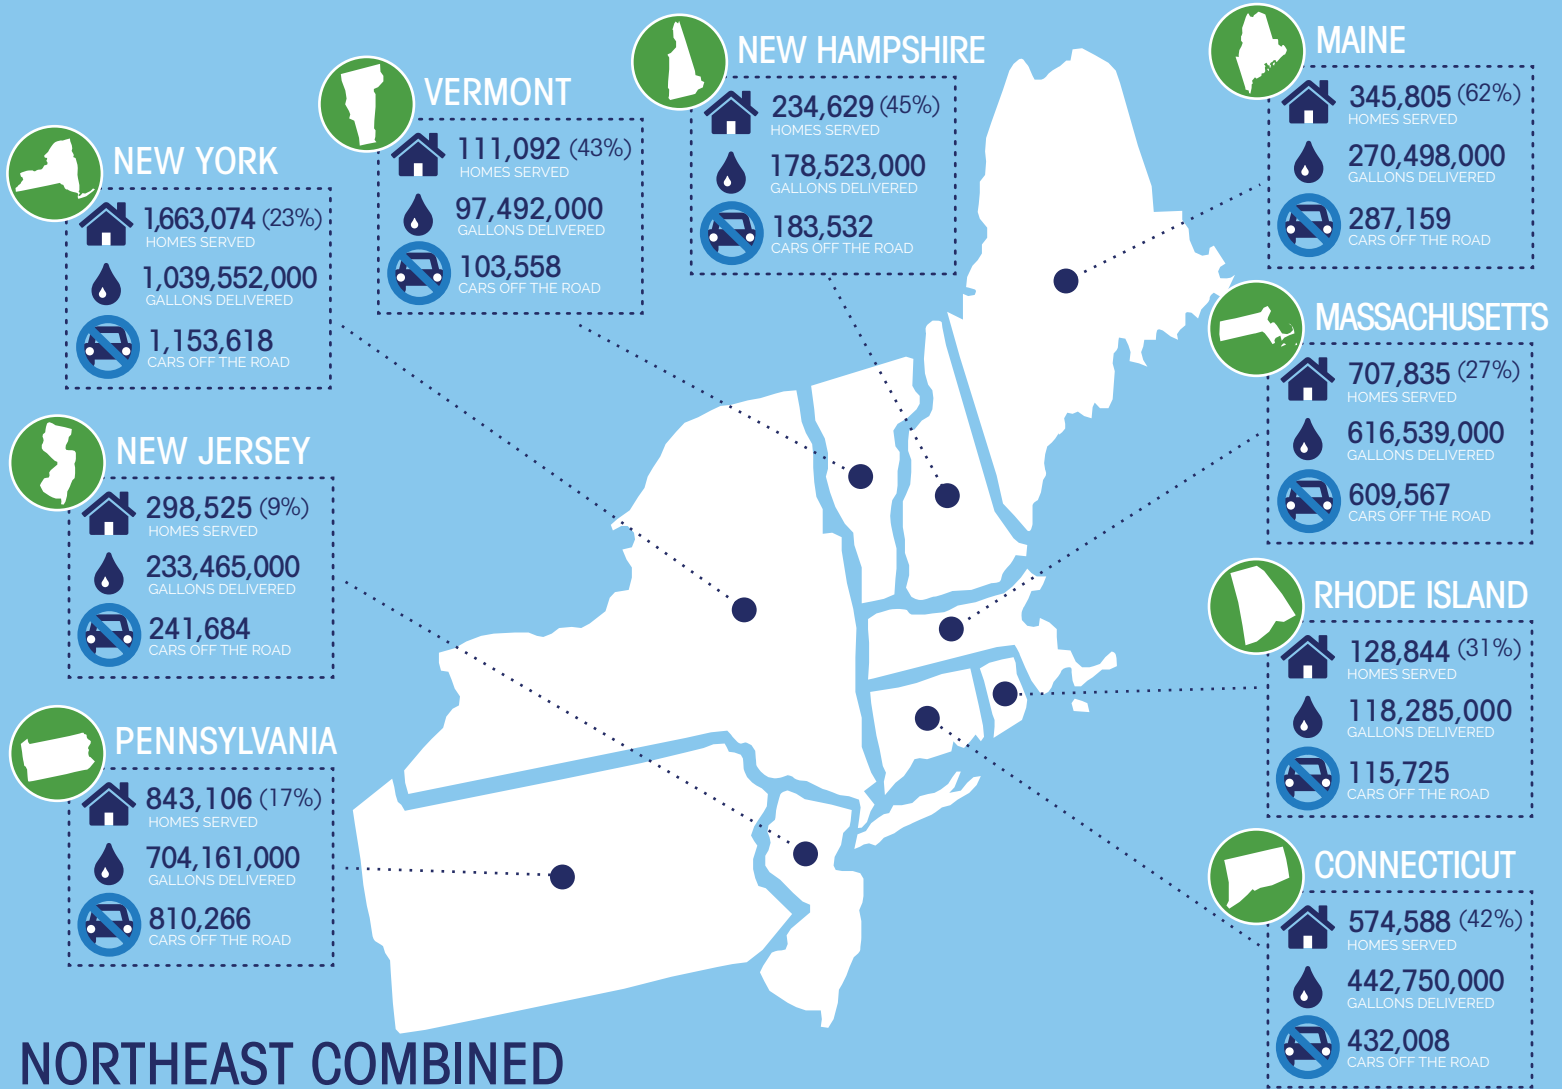 NEW YORK
1,663,074 (23%)
HOMES SERVED
1,039,552,000
GALLONS DELIVERED
1,153,618
CARS OFF THE ROAD
VERMONT
111,092 (43%)
HOMES SERVED
97,492,000
GALLONS DELIVERED
103,558
CARS OFF THE ROAD
NEW HAMPSHIRE
234,629 (45%)
HOMES SERVED
178,523,000
GALLONS DELIVERED
183,532
CARS OFF THE ROAD
MAINE
345,805 (62%)
HOMES SERVED
270,498,000
GALLONS DELIVERED
287,159
CARS OFF THE ROAD
NEW JERSEY
298,525 (9%)
HOMES SERVED
233,465,000
GALLONS DELIVERED
241,684
CARS OFF THE ROAD
MASSACHUSETTS
707,835 (27%)
HOMES SERVED
616,539,000
GALLONS DELIVERED
609,567
CARS OFF THE ROAD
PENNSYLVANIA
843,106 (17%)
HOMES SERVED
704,161,000
GALLONS DELIVERED
810,266
CARS OFF THE ROAD
RHODE ISLAND
128,844 (31%)
HOMES SERVED
118,285,000
GALLONS DELIVERED
115,725
CARS OFF THE ROAD
CONNECTICUT
574,588 (42%)
HOMES SERVED
442,750,000
GALLONS DELIVERED
432,008
CARS OFF THE ROAD
NORTHEAST COMBINED